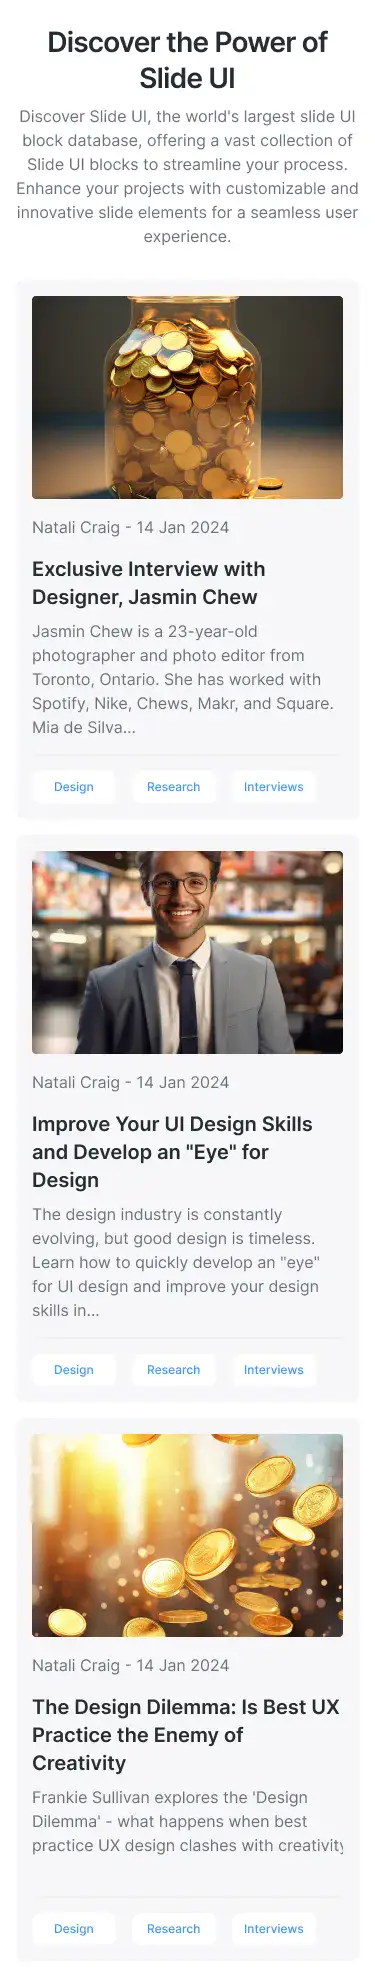 Discover the Power of
Slide UI
Discover Slide UI, the world's largest slide UI
block database, offering a vast collection of
Slide UI blocks to streamline your process.
Enhance your projects with customizable and
innovative slide elements for a seamless user
experience.
Natali Craig - 14 Jan 2024
Exclusive Interview with
Designer, Jasmin Chew
Jasmin Chew is a 23-year-old
photographer and photo editor from
Toronto, Ontario. She has worked with
Spotify, Nike, Chews, Makr, and Square.
Mia de Silva...
Design Research Interviews
Natali Craig - 14 Jan 2024
Improve Your UI Design Skills
and Develop an "Eye" for
Design
The design industry is constantly
evolving, but good design is timeless.
Learn how to quickly develop an "eye"
for UI design and improve your design
skills in...
Design Research Interviews
Natali Craig - 14 Jan 2024
The Design Dilemma: Is Best UX
Practice the Enemy of
Creativity
Frankie Sullivan explores the 'Design
Dilemma' - what happens when best
practice UX design clashes with creativity
Design Research Interviews